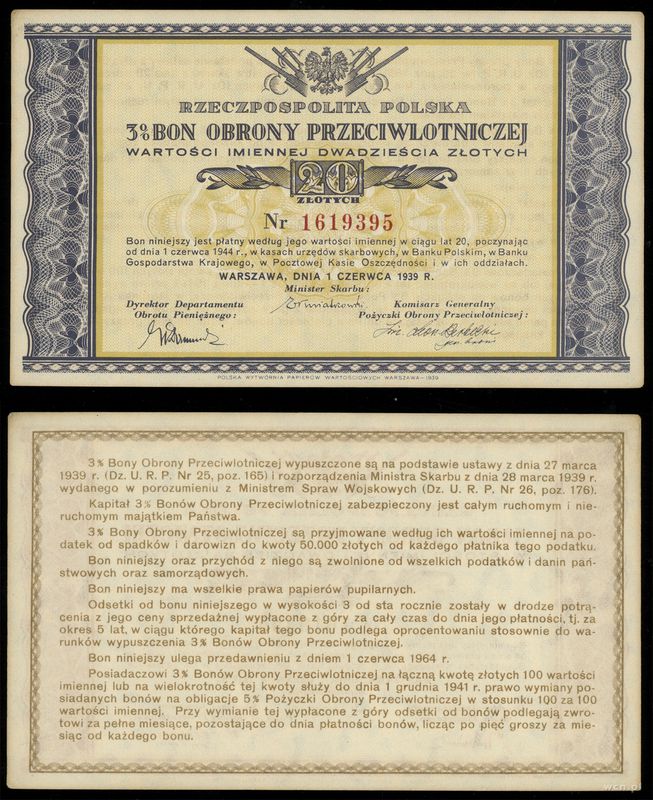 RZECZPOSPOLITA POLSKA
3% BON OBRONY PRZECIWLOTNICZEJ
WARTOŚCI IMIENNEJ DWADZIEŚCIA ZŁOTYCH
20
ZŁOTYCH
Nr 1619395
Bon niniejszy jest płatny według jego wartości imiennej w ciągu lat 20, poczynając
od dnia 1 czerwca 1944 r., w kasach urzędów skarbowych, w Banku Polskim, w Banku
Gospodarstwa Krajowego, w Pocztowej Kasie Oszczędności i w ich oddziałach.
WARSZAWA, DNIA 1 CZERWCA 1939 R.
Minister Skarbu:
Dyrektor Departamentu
Obrotu Pieniężnego:
Komisarz Generalny
Pożyczki Obrony Przeciwlotniczej:
POLSKA WYTWÓRNIA PAPIERÓW WARTOŚCIOWYCH WARSZAWA—1939
3% Bony Obrony Przeciwlotniczej wypuszczone są na podstawie ustawy z dnia 27 marca
1939 r. (Dz. U. R. P. Nr 25, poz. 165) i rozporządzenia Ministra Skarbu z dnia 28 marca 1939 r.
wydanego w porozumieniu z Ministrem Spraw Wojskowych (Dz. U. R. P. Nr 26, poz. 176).
Kapitał 3% Bonów Obrony Przeciwlotniczej zabezpieczony jest całym ruchomym i nie-
ruchomym majątkiem Państwa.
3% Bony Obrony Przeciwlotniczej są przyjmowane według ich wartości imiennej na po-
datek od spadków i darowizn do kwoty 50.000 złotych od każdego płatnika tego podatku.
Bon niniejszy oraz przychód z niego są zwolnione od wszelkich podatków i danin pań-
stwowych oraz samorządowych.
Bon niniejszy ma wszelkie prawa papierów pupilarnych.
Odsetki od bonu niniejszego w wysokości 3 od sta rocznie zostały w drodze potrą-
cenia z jego ceny sprzedażnej wypłacone z góry za cały czas do dnia jego płatności, tj. za
okres 5 lat, w ciągu którego kapitał tego bonu podlega oprocentowaniu stosownie do wa-
runków wypuszczenia 3% Bonów Obrony Przeciwlotniczej.
Bon niniejszy ulega przedawnieniu z dniem 1 czerwca 1964 r.
Posiadaczowi 3% Bonów Obrony Przeciwlotniczej na łączną kwotę złotych 100 wartości
imiennej lub na wielokrotność tej kwoty służy do dnia 1 grudnia 1941 r. prawo wymiany po-
siadanych bonów na obligacje 5% Pożyczki Obrony Przeciwlotniczej w stosunku 100 za 100
wartości imiennej. Przy wymianie tej wypłacone z góry odsetki od bonów podlegają zwro-
towi za pełne miesiące, pozostające do dnia płatności bonów, licząc po pięć groszy za mie-
siąc od każdego bonu.
wcn.pl